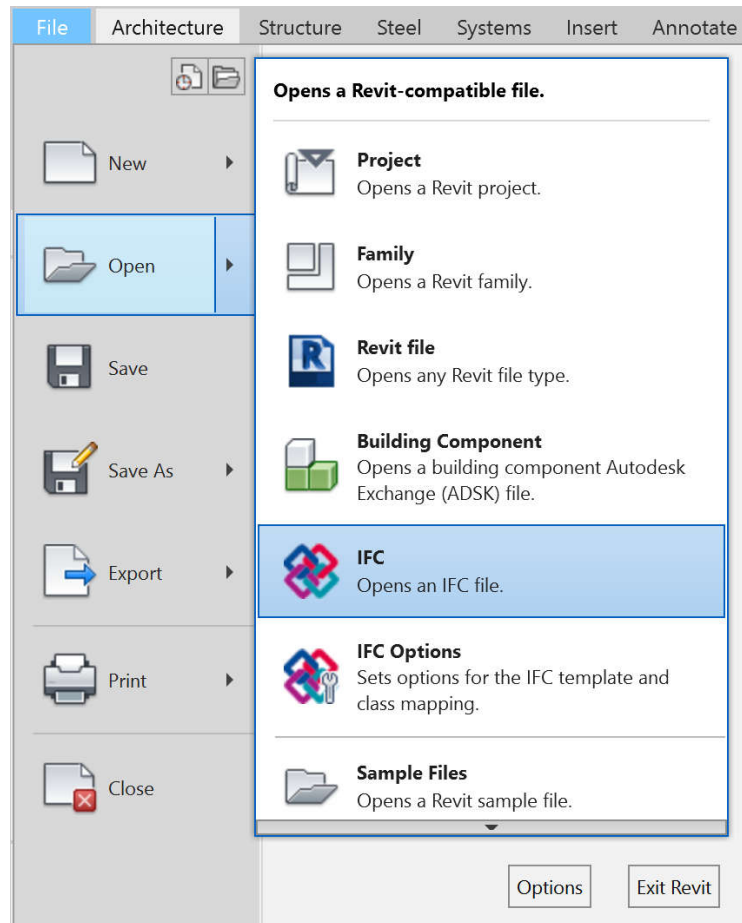 File Architecture Structure Steel Systems Insert Annotate
Opens a Revit-compatible file.
New
Open
Save
Save As
Export
Print
Close
Project
Opens a Revit project.
Family
Opens a Revit family.
R
Revit file
Opens any Revit file type.
Building Component
Opens a building component Autodesk
Exchange (ADSK) file.
IFC
Opens an IFC file.
IFC Options
Sets options for the IFC template and
class mapping.
Sample Files
Opens a Revit sample file.
Options Exit Revit